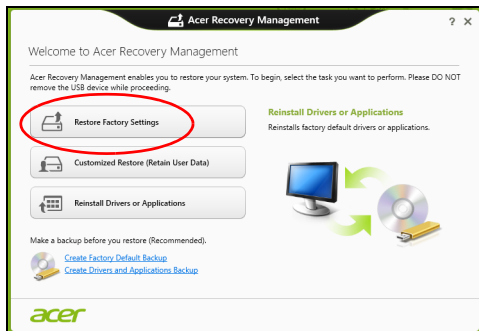 Acer Recovery Management
? ×
Welcome to Acer Recovery Management
Acer Recovery Management enables you to restore your system. To begin, select the task you want to perform. Please DO NOT
remove the USB device while proceeding.
Restore Factory Settings
Customized Restore (Retain User Data)
Reinstall Drivers or Applications
Reinstall Drivers or Applications
Reinstalls factory default drivers or applications.
Make a backup before you restore (Recommended).
Create Factory Default Backup
Create Drivers and Applications Backup
acer